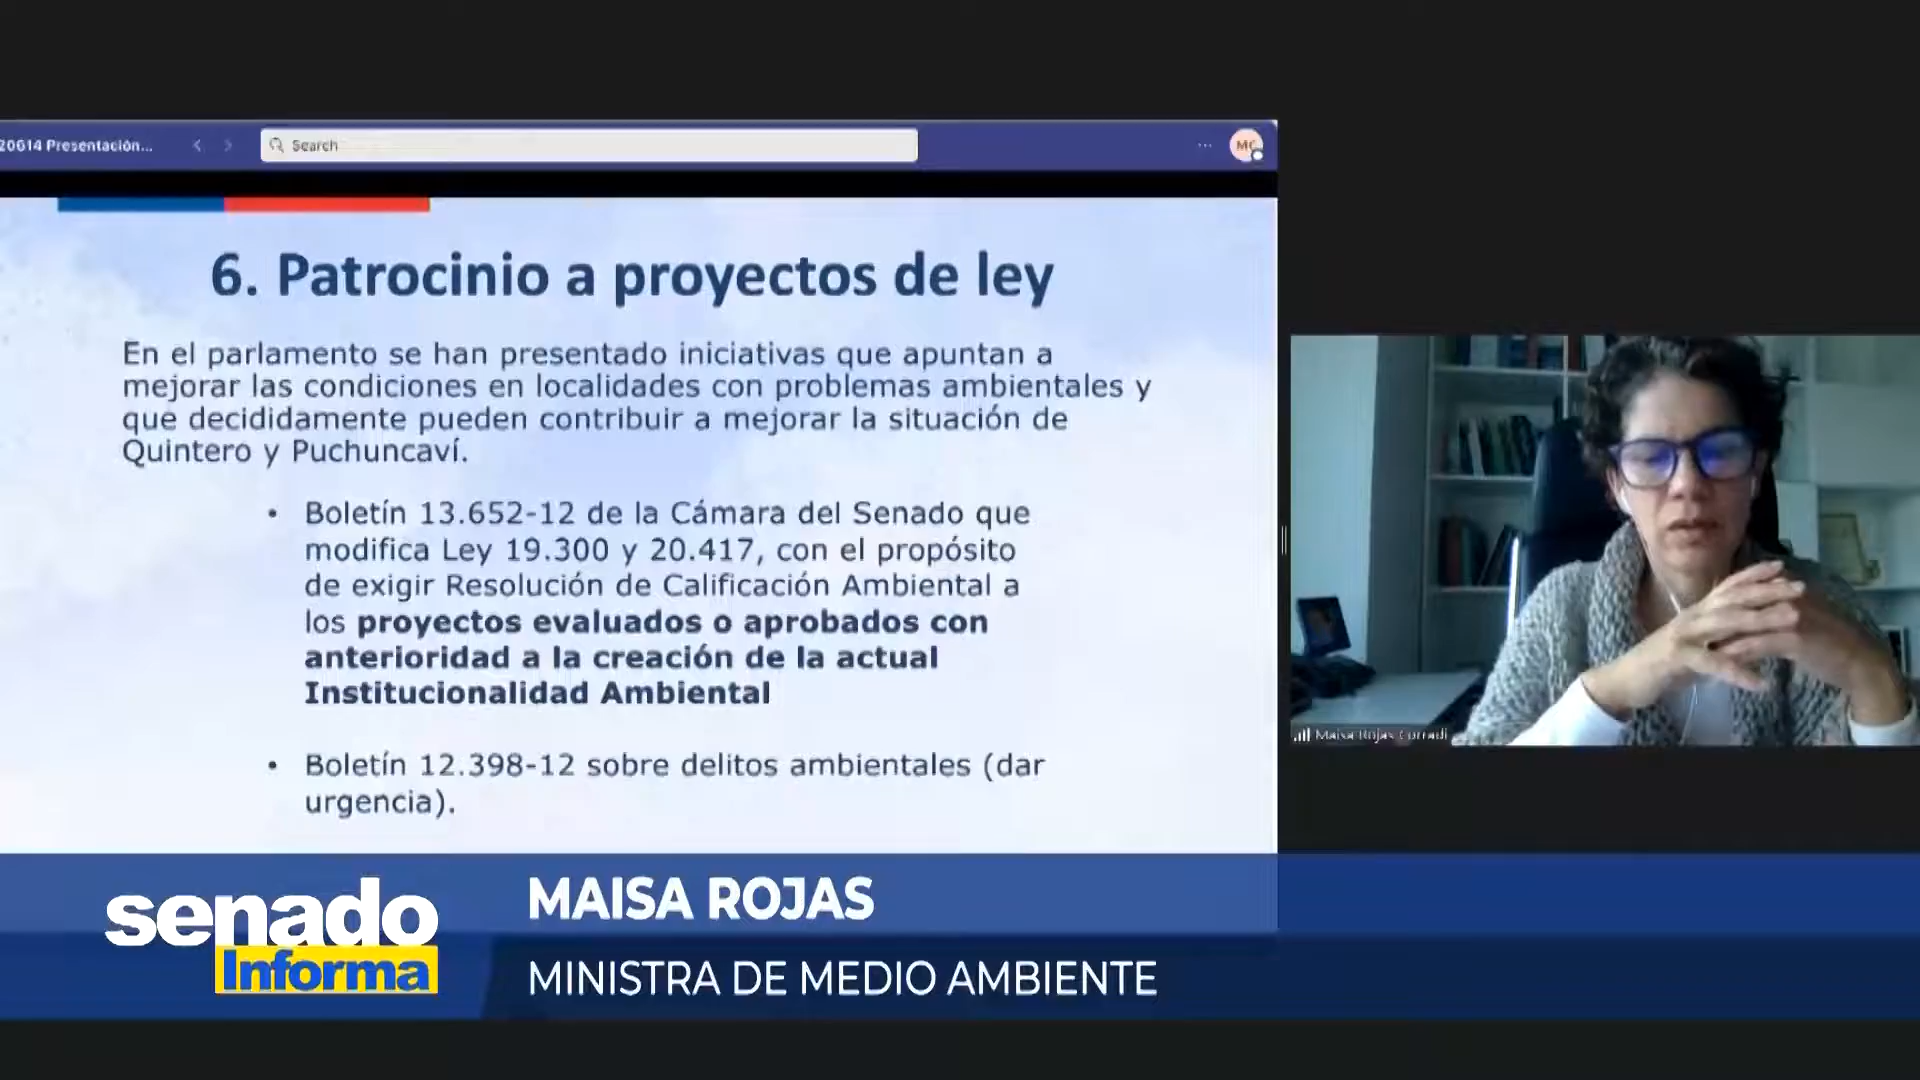 20614 Presentación...
Search
MC
6. Patrocinio a proyectos de ley
En el parlamento se han presentado iniciativas que apuntan a
mejorar las condiciones en localidades con problemas ambientales y
que decididamente pueden contribuir a mejorar la situación de
Quintero y Puchuncaví.
• Boletín 13.652-12 de la Cámara del Senado que
modifica Ley 19.300 y 20.417, con el propósito
de exigir Resolución de Calificación Ambiental a
los proyectos evaluados o aprobados con
anterioridad a la creación de la actual
Institucionalidad Ambiental
• Boletín 12.398-12 sobre delitos ambientales (dar
urgencia).
Maisa Rojas Corradi
senado
Informa
MAISA ROJAS
MINISTRA DE MEDIO AMBIENTE